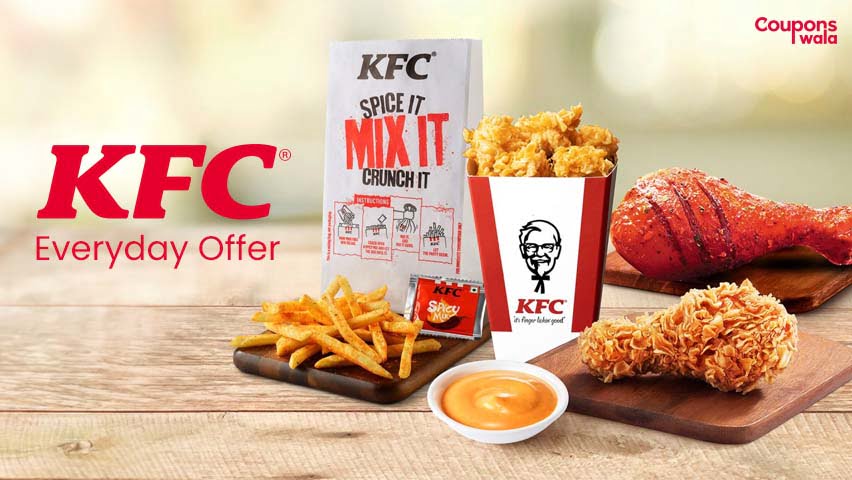 Coupons
wala
KFC®
Everyday Offer
KFC®
SPICE IT
MIX IT
CRUNCH IT
INSTRUCTIONS
KFC
SPICY
MIX
KFC®
it's finger lickin' good®